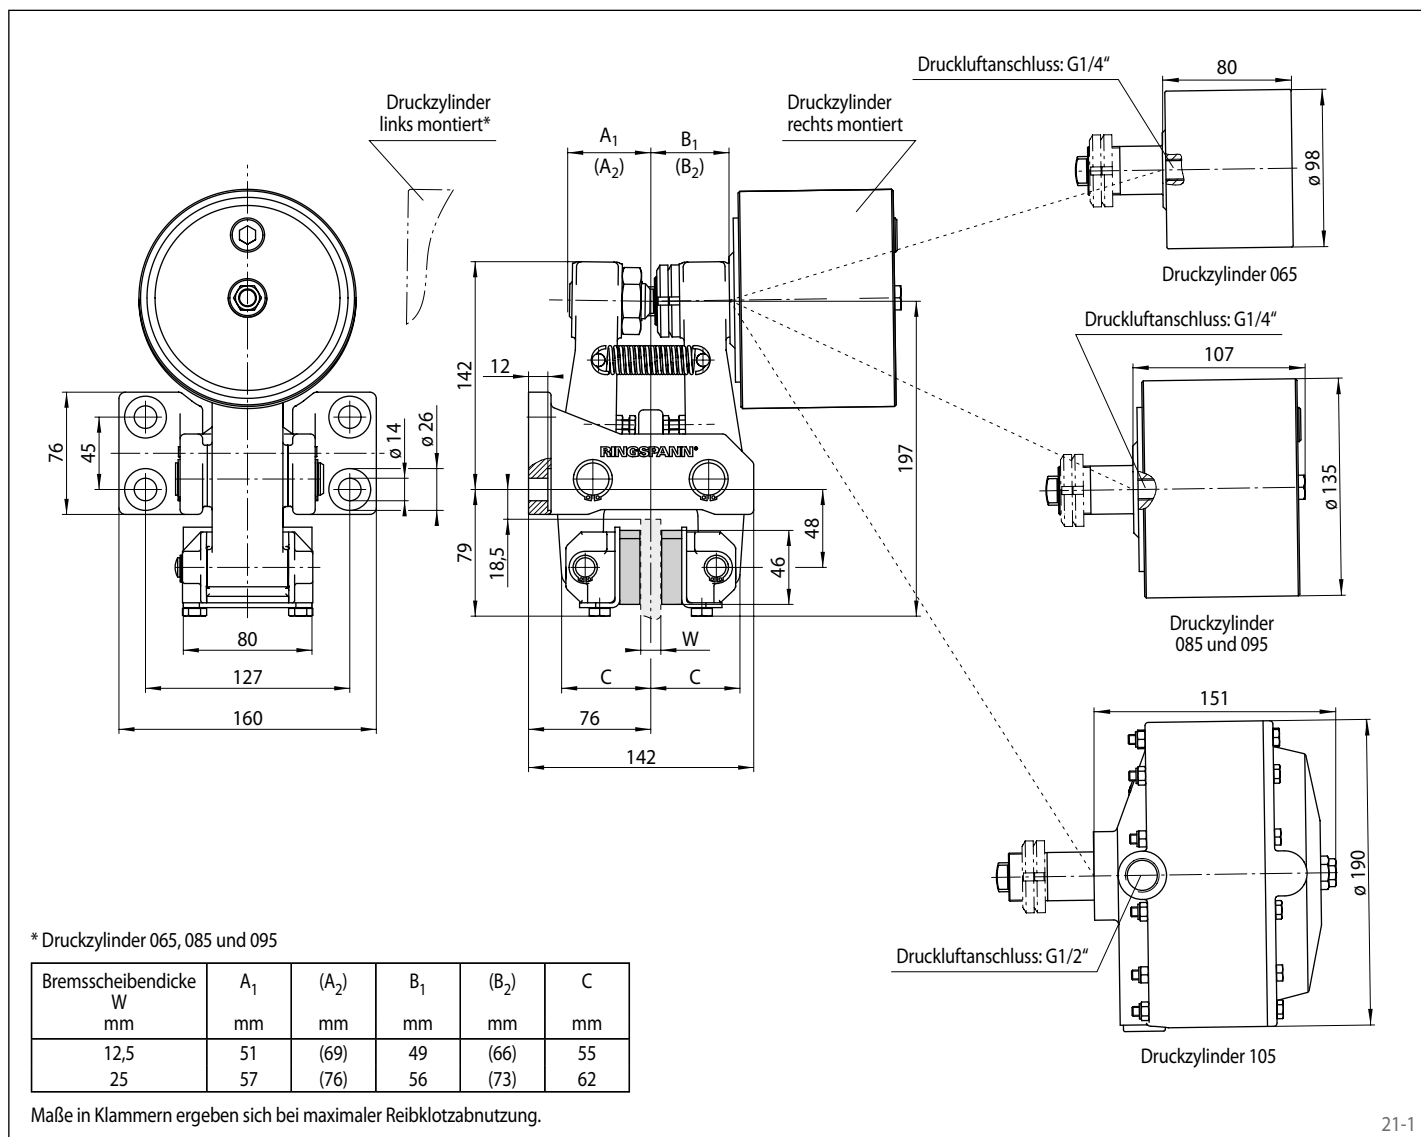 Druckluftanschluss: G1/4“
80
Druckzylinder
links montiert*
A1
(A2)
B1
(B2)
Druckzylinder
rechts montiert
ø 98
Druckzylinder 065
Druckluftanschluss: G1/4“
107
142
12
76
45
ø 14
ø 26
RINGSPANN®
197
ø 135
79
18,5
48
46
Druckzylinder
085 und 095
80
W
127
C
C
160
76
142
151
ø 190
Druckluftanschluss: G1/2“
Druckzylinder 105
* Druckzylinder 065, 085 und 095
Bremsscheibendicke A1 (A2) B1 (B2) C
W
mm mm mm mm mm mm
12,5 51 (69) 49 (66) 55
25 57 (76) 56 (73) 62
Maße in Klammern ergeben sich bei maximaler Reibklotzabnutzung.
21-1